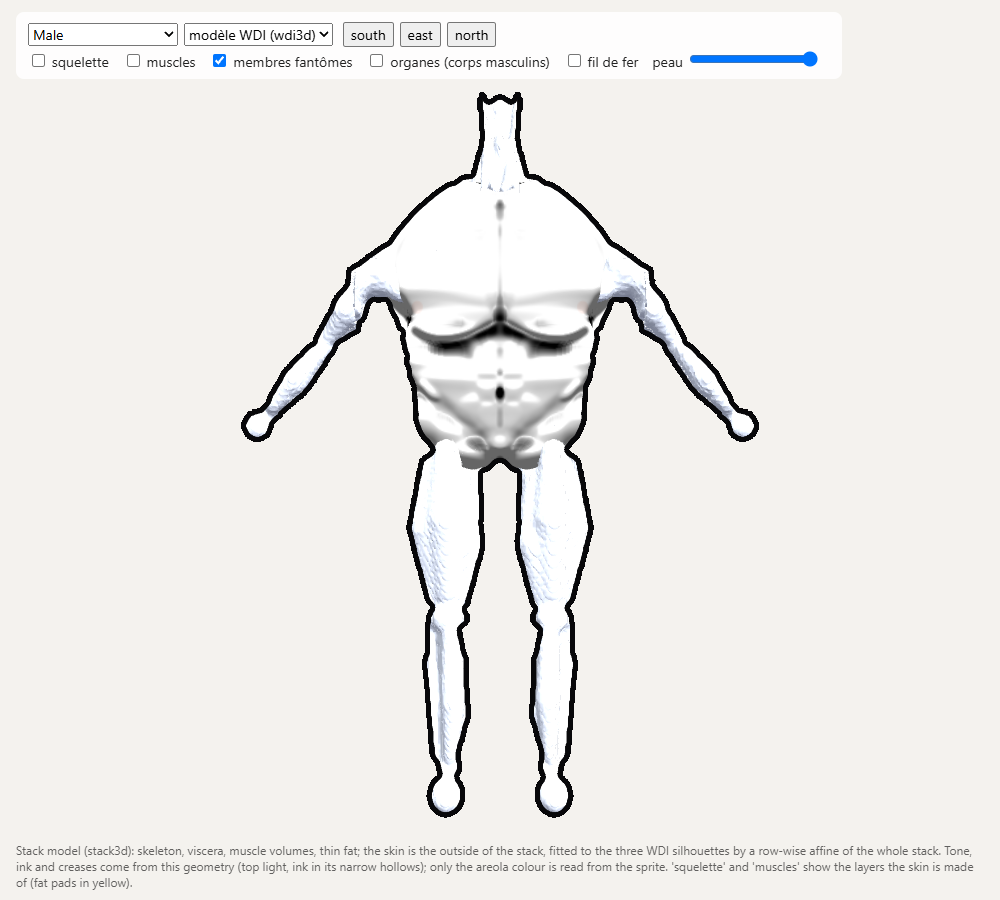 Male modèle WDI (wdi3d) south east north
squelette muscles membres fantômes organes (corps masculins) fil de fer peau
Stack model (stack3d): skeleton, viscera, muscle volumes, thin fat; the skin is the outside of the stack, fitted to the three WDI silhouettes by a row-wise affine of the whole stack. Tone,
ink and creases come from this geometry (top light, ink in its narrow hollows); only the areola colour is read from the sprite. 'squelette' and 'muscles' show the layers the skin is made
of (fat pads in yellow).